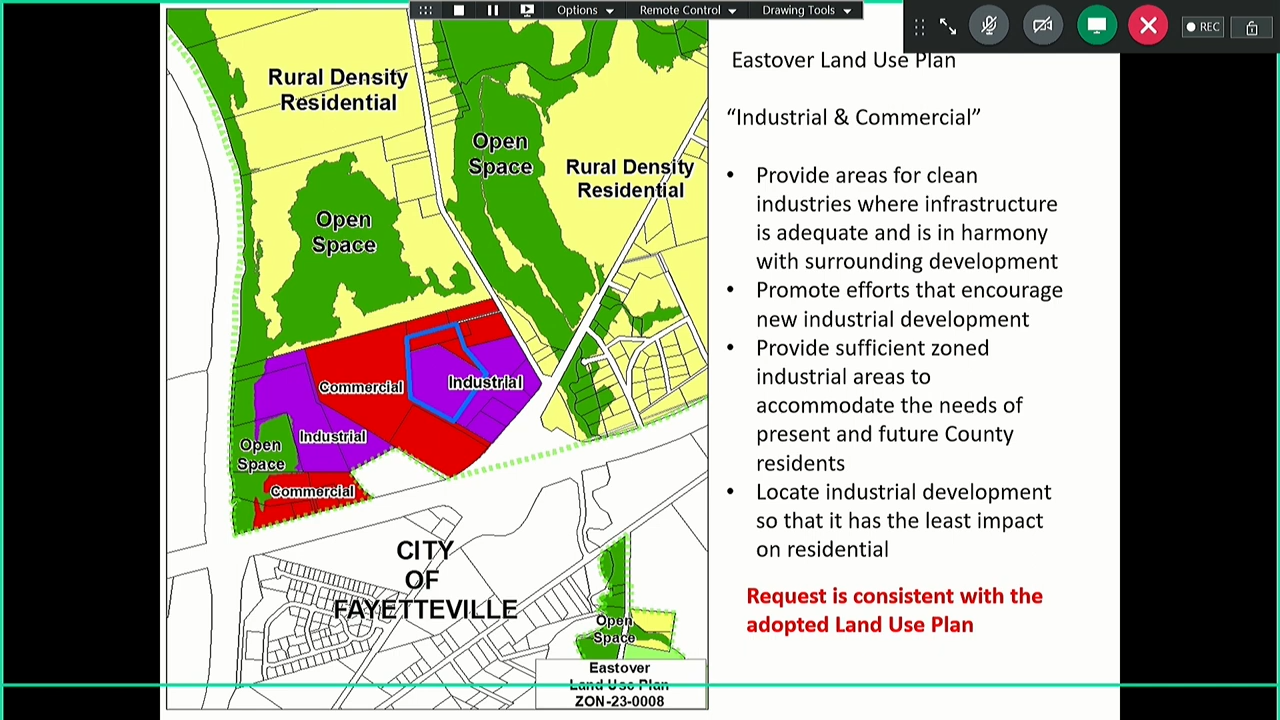 Options
Remote Control
Drawing Tools
REC
Rural Density
Residential
Open
Space
Rural Density
Residential
Open
Space
Commercial
Industrial
Industrial
Open
Space
Commercial
CITY
OF
FAYETTEVILLE
Open
Space
Eastover
Land Use Plan
ZON-23-0008
Eastover Land Use Plan
“Industrial & Commercial”
• Provide areas for clean
industries where infrastructure
is adequate and is in harmony
with surrounding development
• Promote efforts that encourage
new industrial development
• Provide sufficient zoned
industrial areas to
accommodate the needs of
present and future County
residents
• Locate industrial development
so that it has the least impact
on residential
Request is consistent with the
adopted Land Use Plan